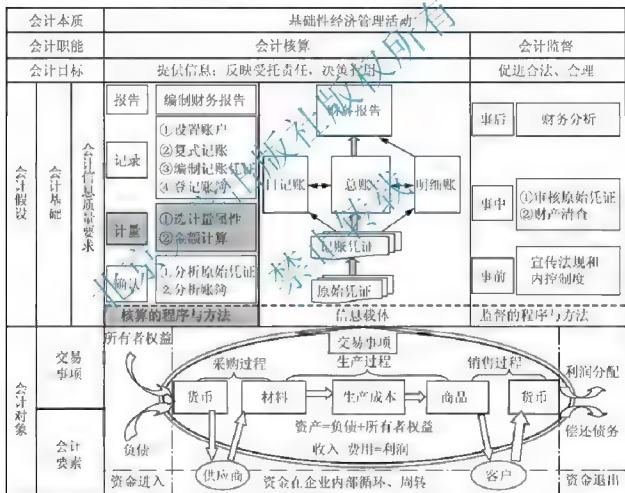 会计本质
基础性经济管理活动
会计职能
会计核算
会计监督
会计目标
提供信息：反映受托责任，决策有用
促进合法、合理
会计假设
会计基础
会计信息质量要求
报告
编制财务报告
记录
①设置账户
②复式记账
③编制记账凭证
④登记账簿
计量
①选计量属性
②金额计算
确认
1.分析原始凭证
2.分析账簿
核算的程序与方法
财务报告
日记账
总账
明细账
记账凭证
原始凭证
信息载体
事后
财务分析
事中
①审核原始凭证
②财产清查
事前
宣传法规和
内控制度
监督的程序与方法
会计对象
交易
事项
会计
要素
所有者权益
负债
资金进入
交易事项
采购过程
生产过程
销售过程
货币
材料
生产成本
商品
货币
资产=负债+所有者权益
收入 费用=利润
供应商
客户
资金在企业内部循环、周转
利润分配
偿还债务
资金退出
版社版权所有
禁止转载